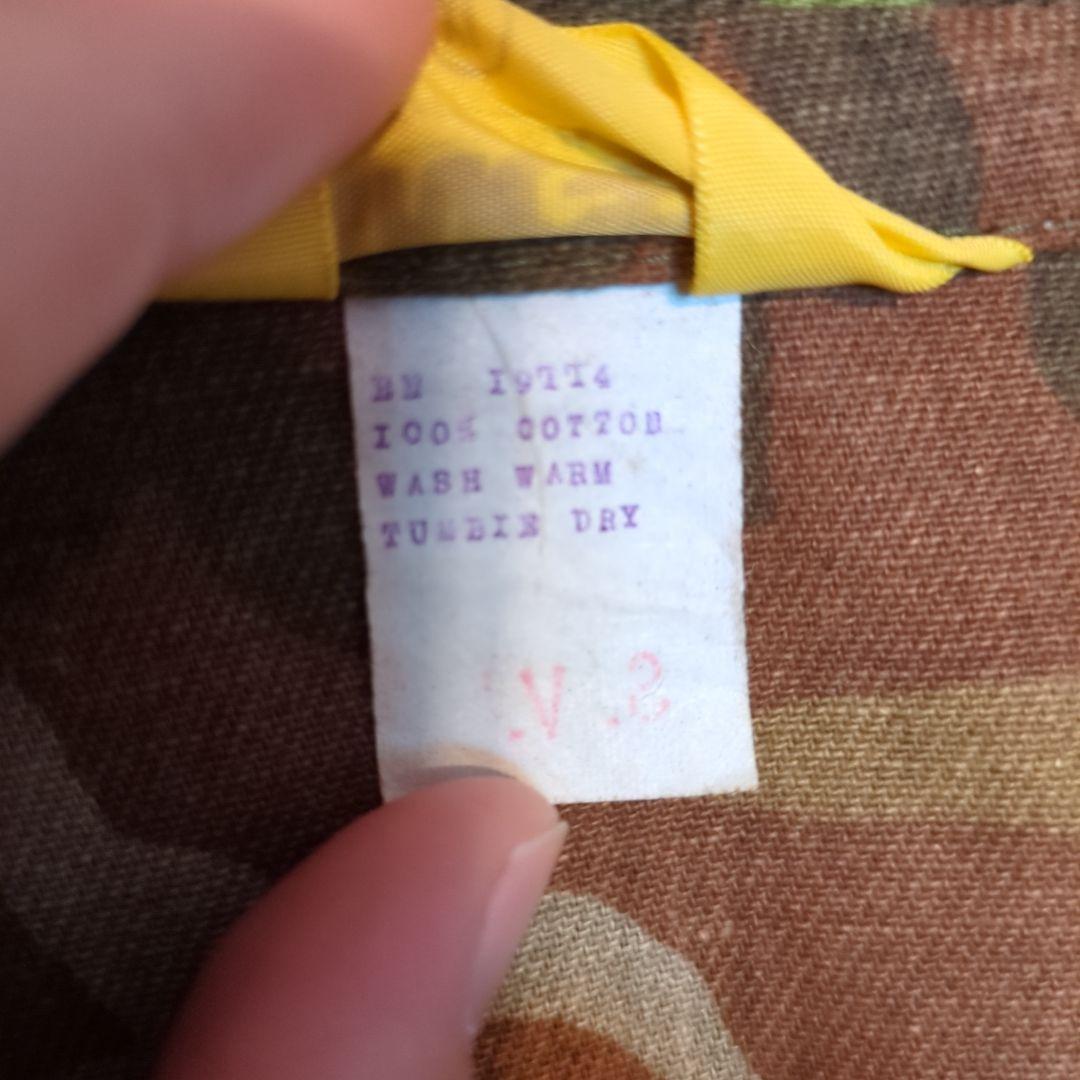 RN 19774
100% COTTON
WASH WARM
TUMBLE DRY